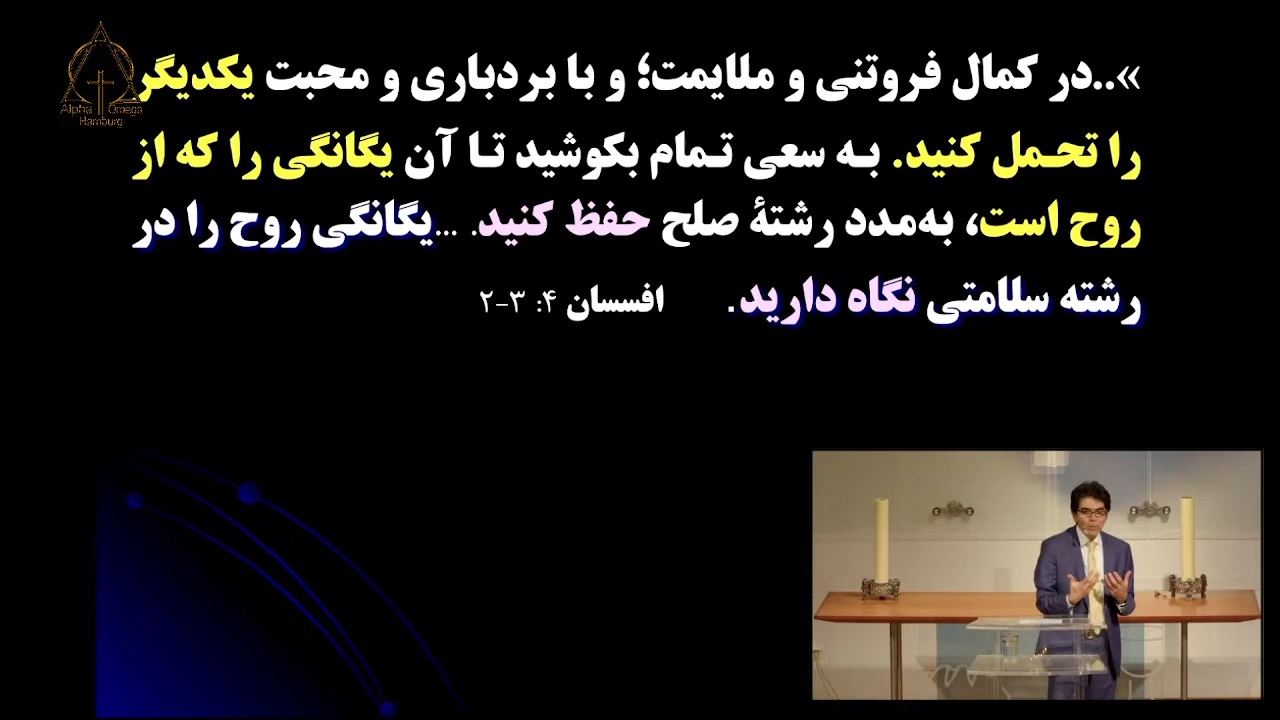 «..در کمال فروتنی و ملایمت؛ و با بردباری و محبت یکدیگر
را تحمل کنید. به سعی تمام بکوشید تا آن یگانگی را که از
روح است، به‌مدد رشتهٔ صلح حفظ کنید. ...یگانگی روح را در
رشته سلامتی نگاه دارید. افسسان ۴: ۳-۲
Alpha Omega
Hamburg